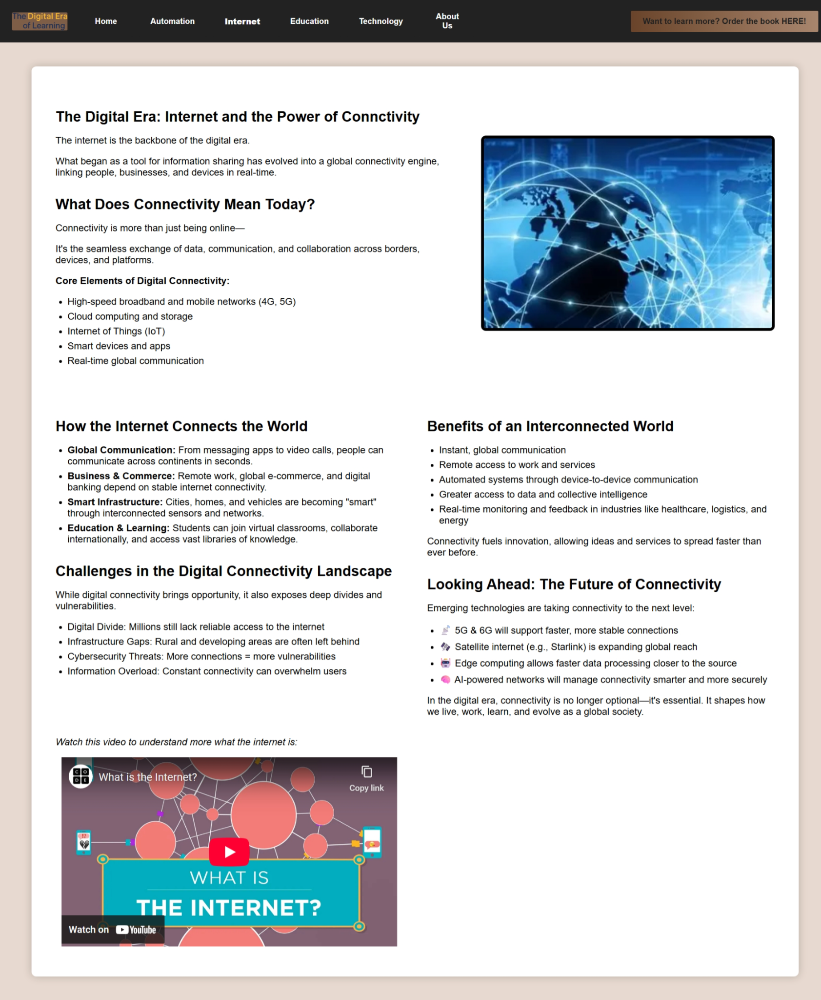 The Digital Era
of Learning
Home
Automation
Internet
Education
Technology
About
Us
Want to learn more? Order the book HERE!
The Digital Era: Internet and the Power of Connctivity
The internet is the backbone of the digital era.
What began as a tool for information sharing has evolved into a global connectivity engine,
linking people, businesses, and devices in real-time.
What Does Connectivity Mean Today?
Connectivity is more than just being online—
It's the seamless exchange of data, communication, and collaboration across borders,
devices, and platforms.
Core Elements of Digital Connectivity:
• High-speed broadband and mobile networks (4G, 5G)
• Cloud computing and storage
• Internet of Things (IoT)
• Smart devices and apps
• Real-time global communication
How the Internet Connects the World
• Global Communication: From messaging apps to video calls, people can
communicate across continents in seconds.
• Business & Commerce: Remote work, global e-commerce, and digital
banking depend on stable internet connectivity.
• Smart Infrastructure: Cities, homes, and vehicles are becoming "smart"
through interconnected sensors and networks.
• Education & Learning: Students can join virtual classrooms, collaborate
internationally, and access vast libraries of knowledge.
Challenges in the Digital Connectivity Landscape
While digital connectivity brings opportunity, it also exposes deep divides and
vulnerabilities.
• Digital Divide: Millions still lack reliable access to the internet
• Infrastructure Gaps: Rural and developing areas are often left behind
• Cybersecurity Threats: More connections = more vulnerabilities
• Information Overload: Constant connectivity can overwhelm users
Benefits of an Interconnected World
• Instant, global communication
• Remote access to work and services
• Automated systems through device-to-device communication
• Greater access to data and collective intelligence
• Real-time monitoring and feedback in industries like healthcare, logistics, and
energy
Connectivity fuels innovation, allowing ideas and services to spread faster than
ever before.
Looking Ahead: The Future of Connectivity
Emerging technologies are taking connectivity to the next level:
• 📡 5G & 6G will support faster, more stable connections
• 🛰️ Satellite internet (e.g., Starlink) is expanding global reach
• 🤖 Edge computing allows faster data processing closer to the source
• 🧠 AI-powered networks will manage connectivity smarter and more securely
In the digital era, connectivity is no longer optional—it's essential. It shapes how
we live, work, learn, and evolve as a global society.
Watch this video to understand more what the internet is:
CO
DE
What is the Internet?
Copy link
!?
WHAT IS
THE INTERNET?
Watch on YouTube